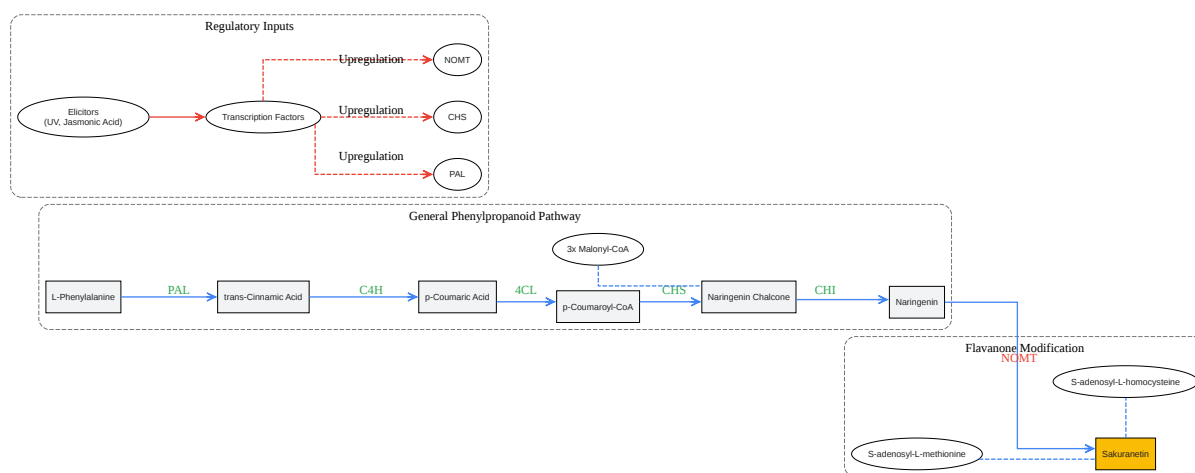 Regulatory Inputs
Upregulation
NOMT
Elicitors
(UV, Jasmonic Acid)
Transcription Factors
Upregulation
CHS
Upregulation
PAL
General Phenylpropanoid Pathway
3x Malonyl-CoA
L-Phenylalanine
PAL
trans-Cinnamic Acid
C4H
p-Coumaric Acid
4CL
p-Coumaroyl-CoA
CHS
Naringenin Chalcone
CHI
Naringenin
Flavanone Modification
NOMT
S-adenosyl-L-homocysteine
S-adenosyl-L-methionine
Sakuranetin